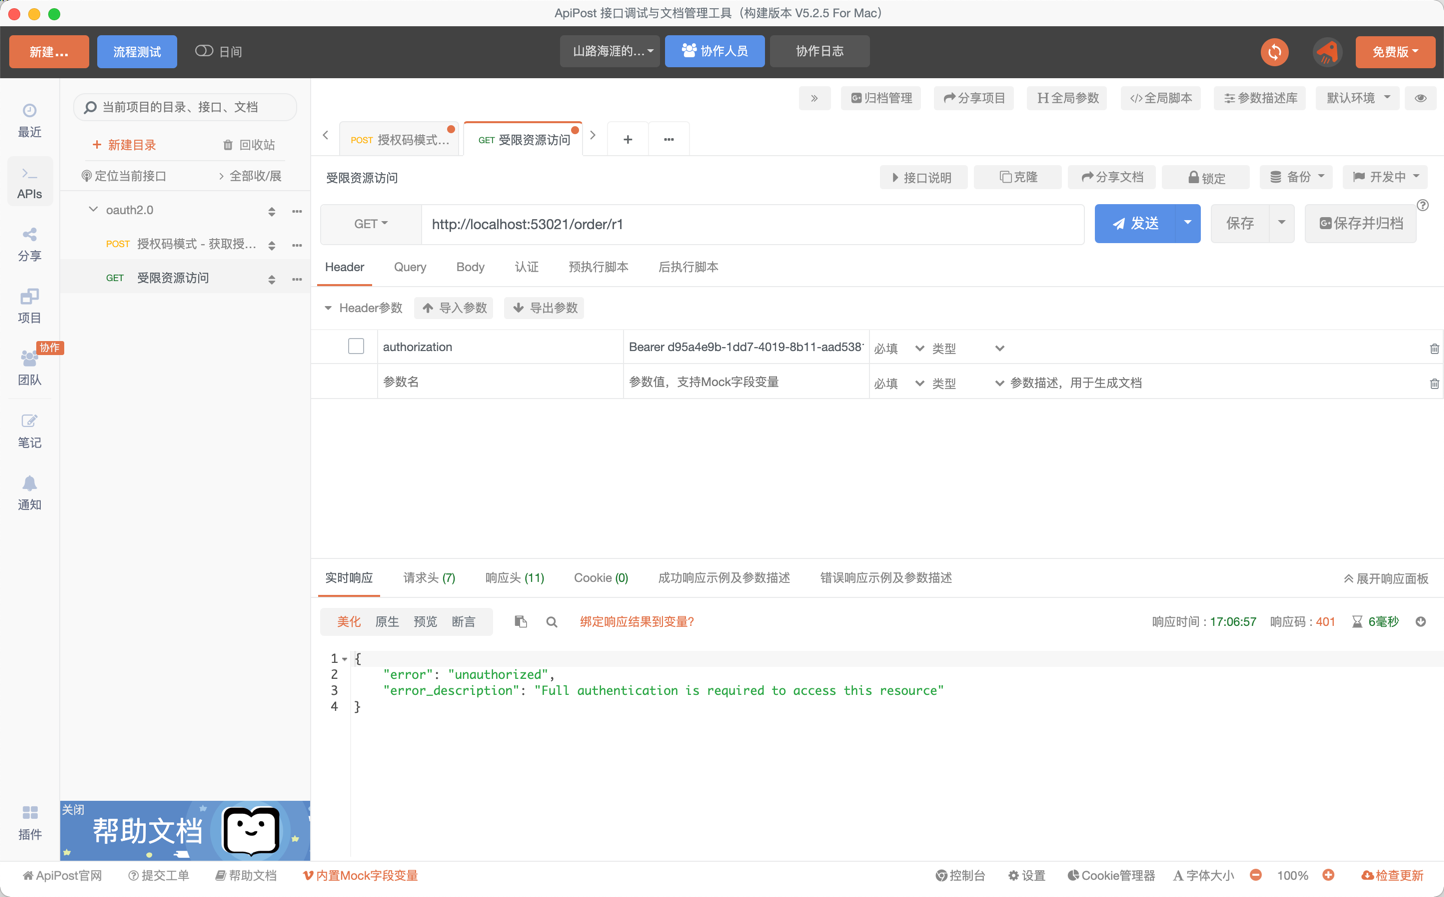 ApiPost 接口调试与文档管理工具（构建版本 V5.2.5 For Mac）
新建... 流程测试 日间 山路海涯的... 协作人员 协作日志 免费版
当前项目的目录、接口、文档
» 归档管理 分享项目 H全局参数 </>全局脚本 参数描述库 默认环境
最近
+ 新建目录 回收站
POST 授权码模式... GET 受限资源访问 + ...
定位当前接口 全部收/展
受限资源访问 接口说明 克隆 分享文档 锁定 备份 开发中
APIs
oauth2.0
GET http://localhost:53021/order/r1 发送 保存 保存并归档
POST 授权码模式 - 获取授...
分享
GET 受限资源访问
Header Query Body 认证 预执行脚本 后执行脚本
Header参数 导入参数 导出参数
项目
authorization Bearer d95a4e9b-1dd7-4019-8b11-aad5381 必填 类型
协作
团队
参数名 参数值，支持Mock字段变量 必填 类型 参数描述，用于生成文档
笔记
通知
实时响应 请求头 (7) 响应头 (11) Cookie (0) 成功响应示例及参数描述 错误响应示例及参数描述 展开响应面板
美化 原生 预览 断言 绑定响应结果到变量? 响应时间 : 17:06:57 响应码 : 401 6毫秒
1 {
2 "error": "unauthorized",
3 "error_description": "Full authentication is required to access this resource"
4 }
关闭
帮助文档
插件
ApiPost官网 提交工单 帮助文档 内置Mock字段变量 控制台 设置 Cookie管理器 A 字体大小 100% 检查更新